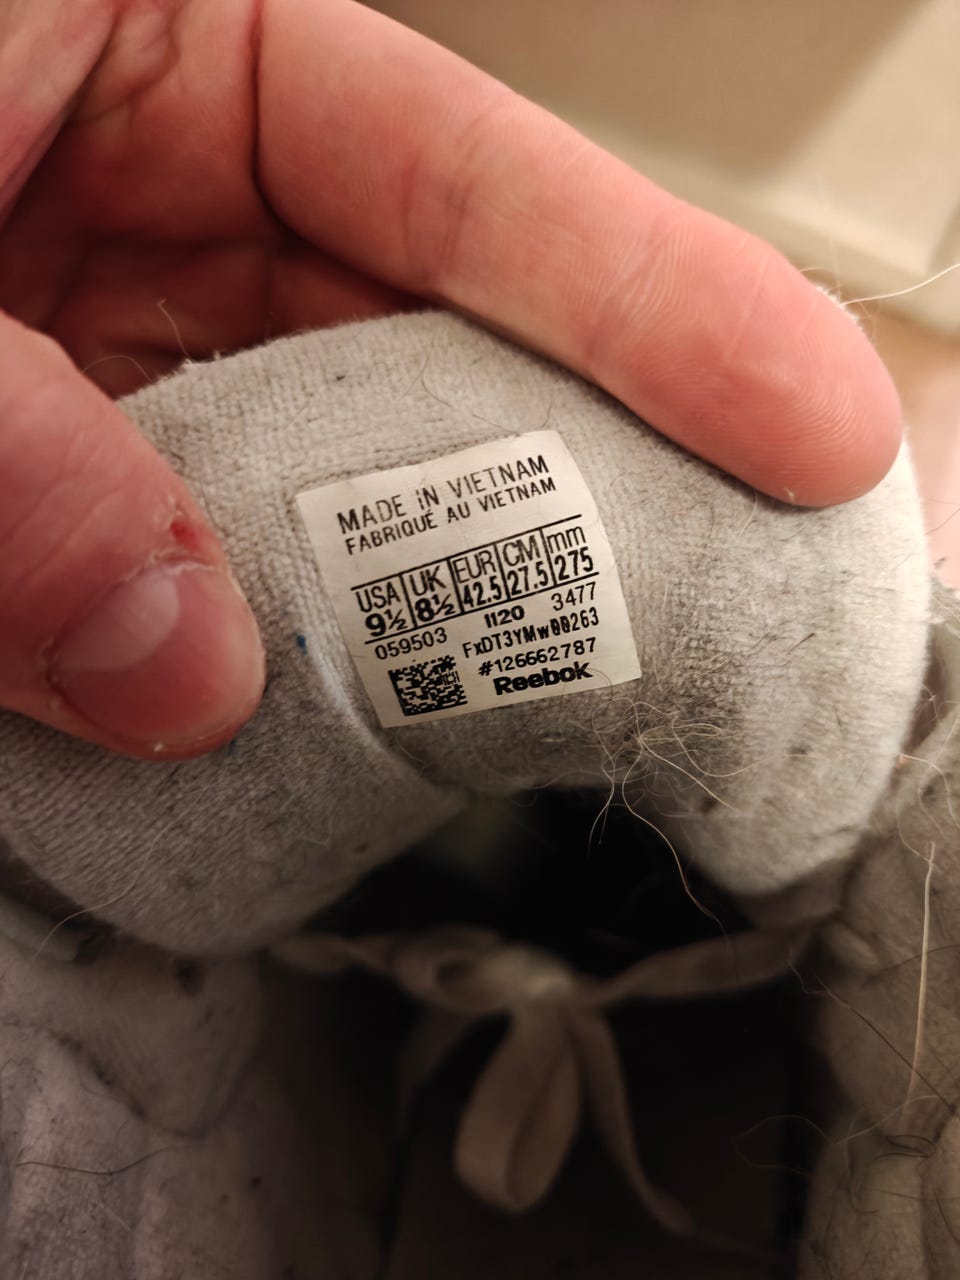 MADE IN VIETNAM
FABRIQUÉ AU VIETNAM
USA UK EUR CM mm
9½ 8½ 42.5 27.5 275
059503 1120 3477
FxDT3YMw00263
#126662787
Reebok